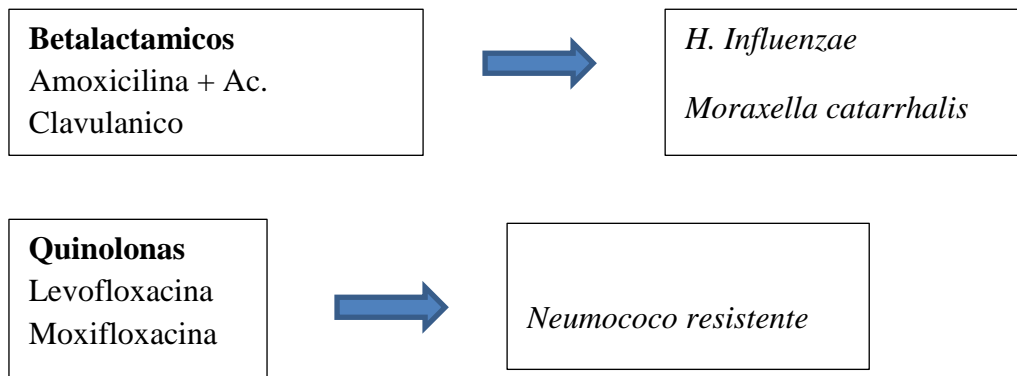 Betalactamicos
Amoxicilina + Ac.
Clavulanico
H. Influenzae
Moraxella catarrhalis
Quinolonas
Levofloxacina
Moxifloxacina
Neumococo resistente